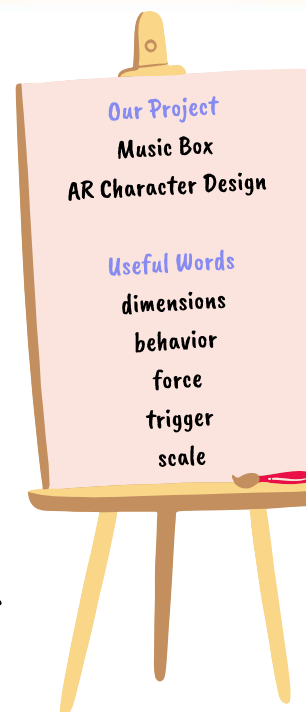 Our Project
Music Box
AR Character Design
Useful Words
dimensions
behavior
force
trigger
scale